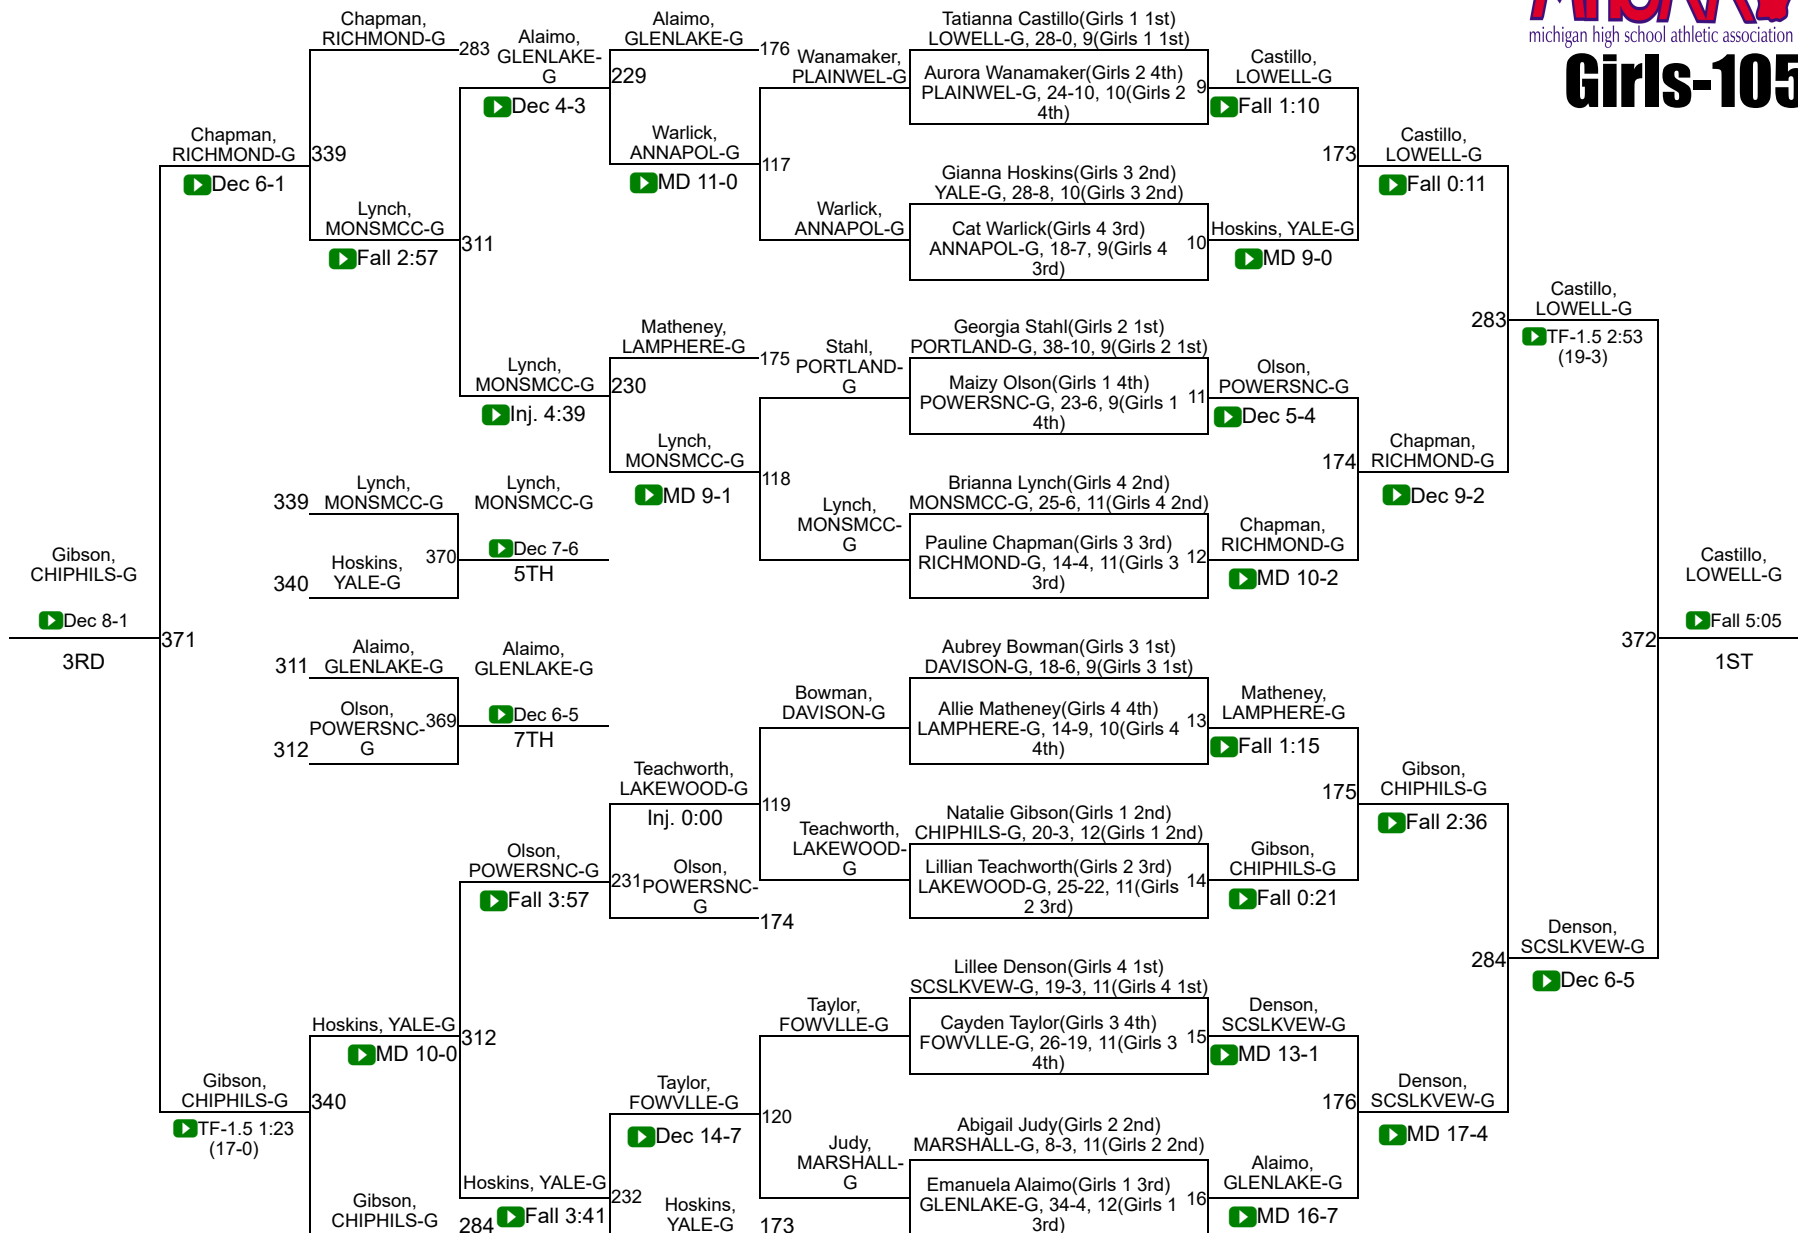 MHSAA
michigan high school athletic association
Girls-105
Chapman,
RICHMOND-G
283
Alaimo,
GLENLAKE-
G
Dec 4-3
Alaimo,
GLENLAKE-G
176
229
Wanamaker,
PLAINWEL-G
Tatianna Castillo(Girls 1 1st)
LOWELL-G, 28-0, 9(Girls 1 1st)
Aurora Wanamaker(Girls 2 4th)
PLAINWEL-G, 24-10, 10(Girls 2
4th)
9
Castillo,
LOWELL-G
Fall 1:10
Chapman,
RICHMOND-G
Dec 6-1
339
Warlick,
ANNAPOL-G
MD 11-0
117
173
Castillo,
LOWELL-G
Fall 0:11
Lynch,
MONSMCC-G
Fall 2:57
311
Warlick,
ANNAPOL-G
Gianna Hoskins(Girls 3 2nd)
YALE-G, 28-8, 10(Girls 3 2nd)
Cat Warlick(Girls 4 3rd)
ANNAPOL-G, 18-7, 9(Girls 4
3rd)
10
Hoskins, YALE-G
MD 9-0
Castillo,
LOWELL-G
283
TF-1.5 2:53
(19-3)
Lynch,
MONSMCC-G
Inj. 4:39
Matheney,
LAMPHERE-G
175
230
Stahl,
PORTLAND-
G
Georgia Stahl(Girls 2 1st)
PORTLAND-G, 38-10, 9(Girls 2 1st)
Maizy Olson(Girls 1 4th)
POWERSNC-G, 23-6, 9(Girls 1
4th)
11
Olson,
POWERSNC-G
Dec 5-4
Lynch,
MONSMCC-G
MD 9-1
118
174
Chapman,
RICHMOND-G
Dec 9-2
339
Lynch,
MONSMCC-G
Lynch,
MONSMCC-G
Lynch,
MONSMCC-
G
Brianna Lynch(Girls 4 2nd)
MONSMCC-G, 25-6, 11(Girls 4 2nd)
Pauline Chapman(Girls 3 3rd)
RICHMOND-G, 14-4, 11(Girls 3
3rd)
12
Chapman,
RICHMOND-G
MD 10-2
370
Dec 7-6
5TH
340
Hoskins,
YALE-G
Gibson,
CHIPHILS-G
Dec 8-1
371
3RD
Castillo,
LOWELL-G
372
Fall 5:05
1ST
311
Alaimo,
GLENLAKE-G
Alaimo,
GLENLAKE-G
369
Dec 6-5
7TH
312
Olson,
POWERSNC-
G
Bowman,
DAVISON-G
Aubrey Bowman(Girls 3 1st)
DAVISON-G, 18-6, 9(Girls 3 1st)
Allie Matheney(Girls 4 4th)
LAMPHERE-G, 14-9, 10(Girls 4
4th)
13
Matheney,
LAMPHERE-G
Fall 1:15
Teachworth,
LAKEWOOD-G
Inj. 0:00
119
175
Gibson,
CHIPHILS-G
Fall 2:36
Olson,
POWERSNC-G
Fall 3:57
231
Olson,
POWERSNC-
G
174
Teachworth,
LAKEWOOD-
G
Natalie Gibson(Girls 1 2nd)
CHIPHILS-G, 20-3, 12(Girls 1 2nd)
Lillian Teachworth(Girls 2 3rd)
LAKEWOOD-G, 25-22, 11(Girls
2 3rd)
14
Gibson,
CHIPHILS-G
Fall 0:21
284
Denson,
SCSLKVEW-G
Dec 6-5
Hoskins, YALE-G
MD 10-0
312
Taylor,
FOWVLLE-G
Lillee Denson(Girls 4 1st)
SCSLKVEW-G, 19-3, 11(Girls 4 1st)
Cayden Taylor(Girls 3 4th)
FOWVLLE-G, 26-19, 11(Girls 3
4th)
15
Denson,
SCSLKVEW-G
MD 13-1
Gibson,
CHIPHILS-G
TF-1.5 1:23
(17-0)
340
Taylor,
FOWVLLE-G
Dec 14-7
120
176
Denson,
SCSLKVEW-G
MD 17-4
Gibson,
CHIPHILS-G
284
Hoskins, YALE-G
Fall 3:41
232
Hoskins,
YALE-G
173
Judy,
MARSHALL-
G
Abigail Judy(Girls 2 2nd)
MARSHALL-G, 8-3, 11(Girls 2 2nd)
Emanuela Alaimo(Girls 1 3rd)
GLENLAKE-G, 34-4, 12(Girls 1
3rd)
16
Alaimo,
GLENLAKE-G
MD 16-7